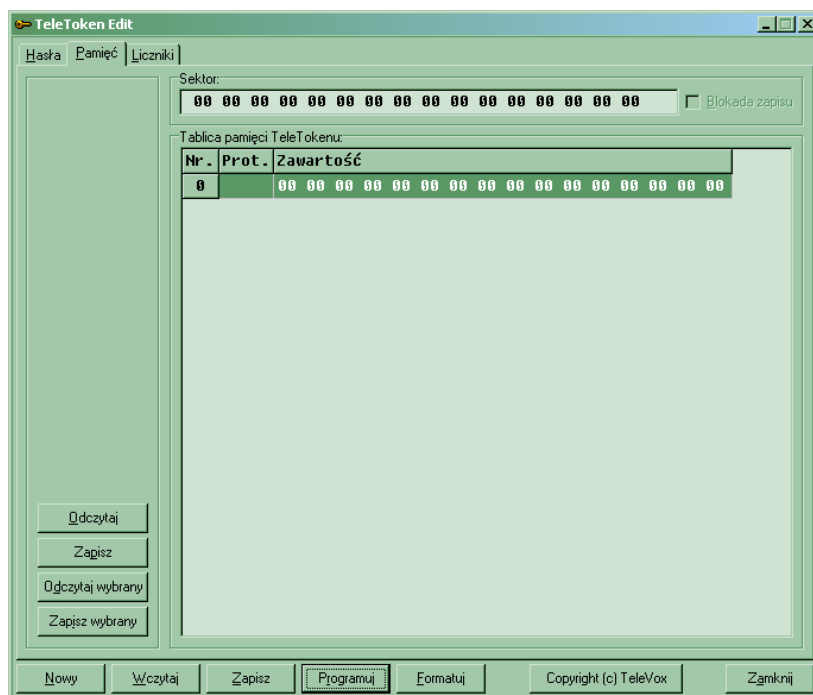 TeleToken Edit
Hasła Pamięć Liczniki
Sektor:
00 00 00 00 00 00 00 00 00 00 00 00 00 00 00 00
Blokada zapisu
Tablica pamięci TeleTokenu:
Nr. Prot. Zawartość
0 00 00 00 00 00 00 00 00 00 00 00 00 00 00 00 00
Odczytaj
Zapisz
Odczytaj wybrany
Zapisz wybrany
Nowy Wczytaj Zapisz Programuj Formatuj Copyright (c) TeleVox Zamknij